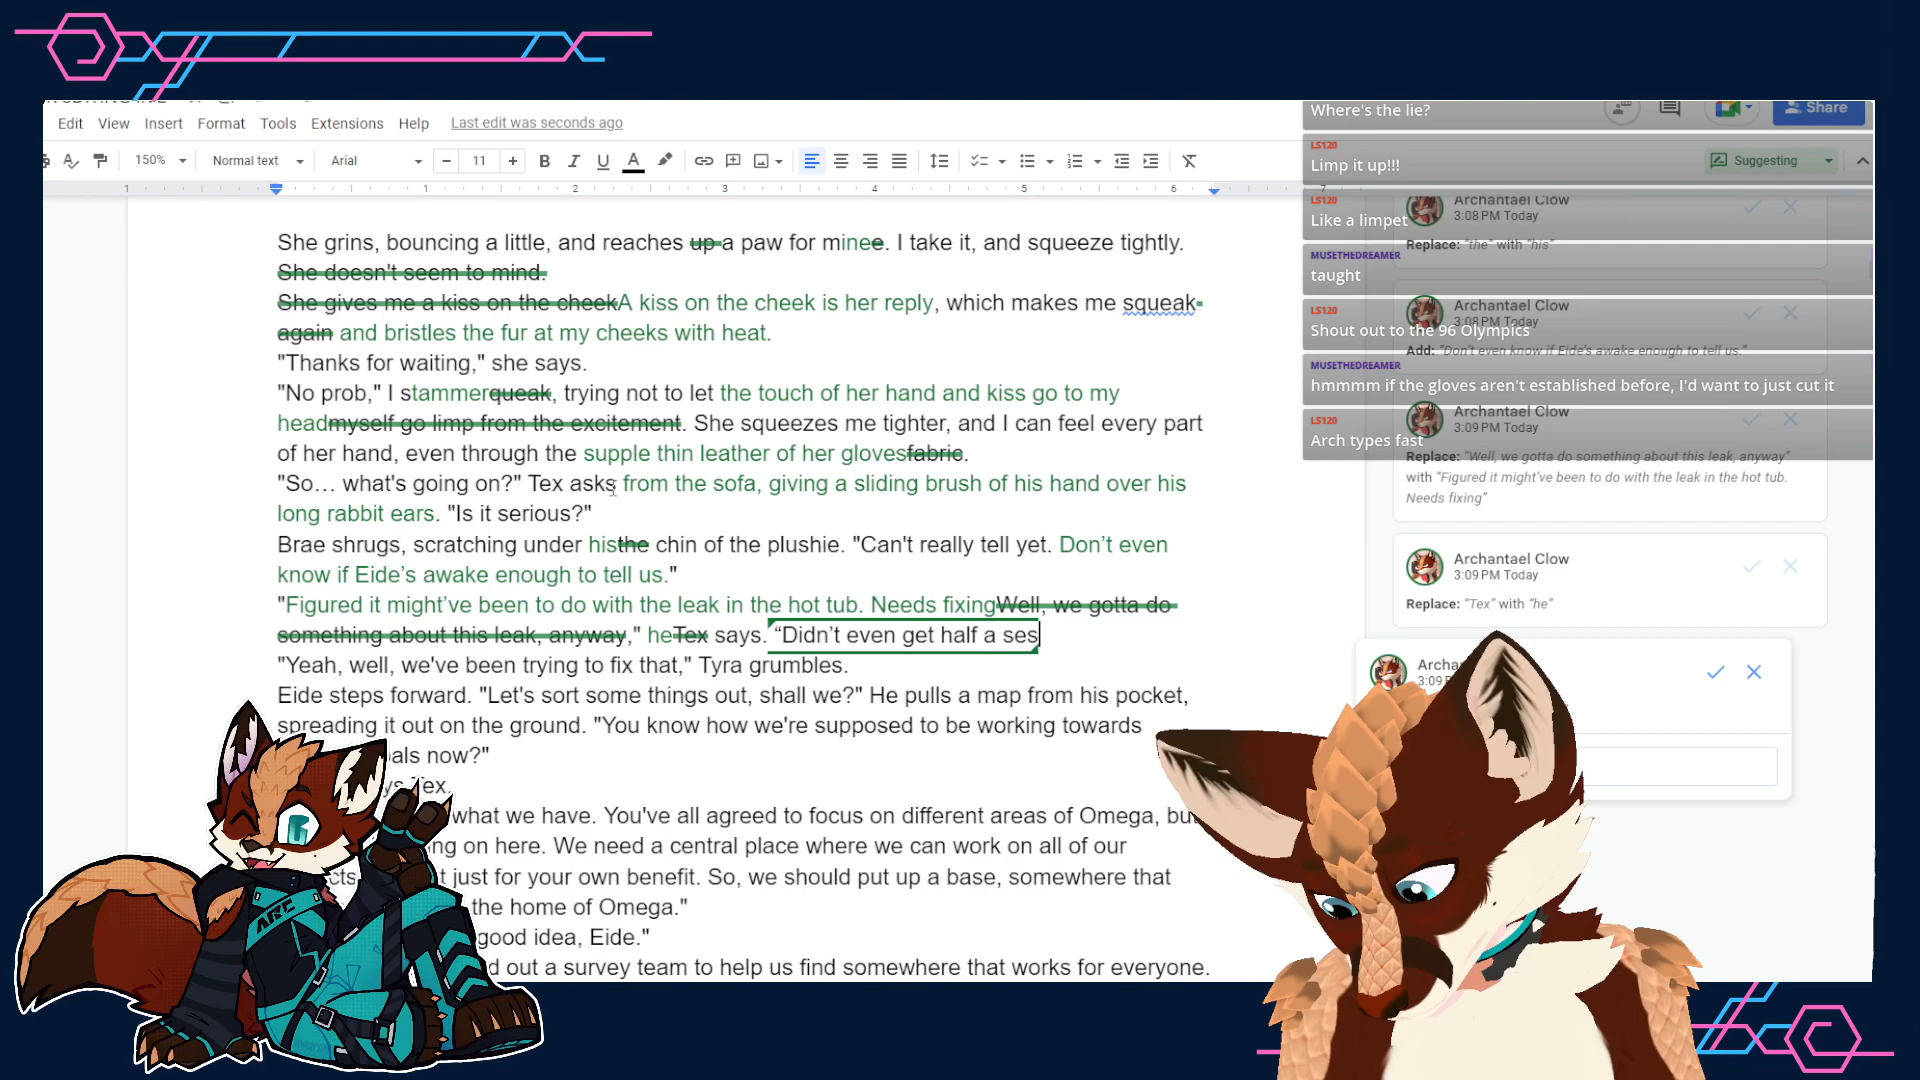 Edit View Insert Format Tools Extensions Help Last edit was seconds ago
Share
150% Normal text Arial 11
Suggesting
1 1 2 3 4 5 6 7
She grins, bouncing a little, and reaches up a paw for minee. I take it, and squeeze tightly.
She doesn't seem to mind.
She gives me a kiss on the cheekA kiss on the cheek is her reply, which makes me squeak
again and bristles the fur at my cheeks with heat.
"Thanks for waiting," she says.
"No prob," I stammerqueak, trying not to let the touch of her hand and kiss go to my
headmyself go limp from the excitement. She squeezes me tighter, and I can feel every part
of her hand, even through the supple thin leather of her glovesfabric.
"So… what's going on?" Tex asks from the sofa, giving a sliding brush of his hand over his
long rabbit ears. "Is it serious?"
Brae shrugs, scratching under histhe chin of the plushie. "Can't really tell yet. Don’t even
know if Eide’s awake enough to tell us."
"Figured it might’ve been to do with the leak in the hot tub. Needs fixingWell, we gotta do
something about this leak, anyway," heTex says. “Didn’t even get half a ses
"Yeah, well, we've been trying to fix that," Tyra grumbles.
Eide steps forward. "Let's sort some things out, shall we?" He pulls a map from his pocket,
spreading it out on the ground. "You know how we're supposed to be working towards
als now?"
Tex.
what we have. You've all agreed to focus on different areas of Omega, but
ng on here. We need a central place where we can work on all of our
cts just for your own benefit. So, we should put up a base, somewhere that
the home of Omega."
good idea, Eide."
d out a survey team to help us find somewhere that works for everyone.
Where's the lie?
LS120
Limp it up!!!
LS120
Like a limpet
MUSETHEDREAMER
taught
LS120
Shout out to the 96 Olympics
MUSETHEDREAMER
hmmmm if the gloves aren't established before, I'd want to just cut it
LS120
Arch types fast
Archantael Clow
3:08 PM Today
Replace: “the” with “his”
Archantael Clow
3:08 PM Today
Add: “Don’t even know if Eide’s awake enough to tell us.”
Archantael Clow
3:09 PM Today
Replace: “Well, we gotta do something about this leak, anyway”
with “Figured it might’ve been to do with the leak in the hot tub.
Needs fixing”
Archantael Clow
3:09 PM Today
Replace: “Tex” with “he”
Archa
3:09
ARC